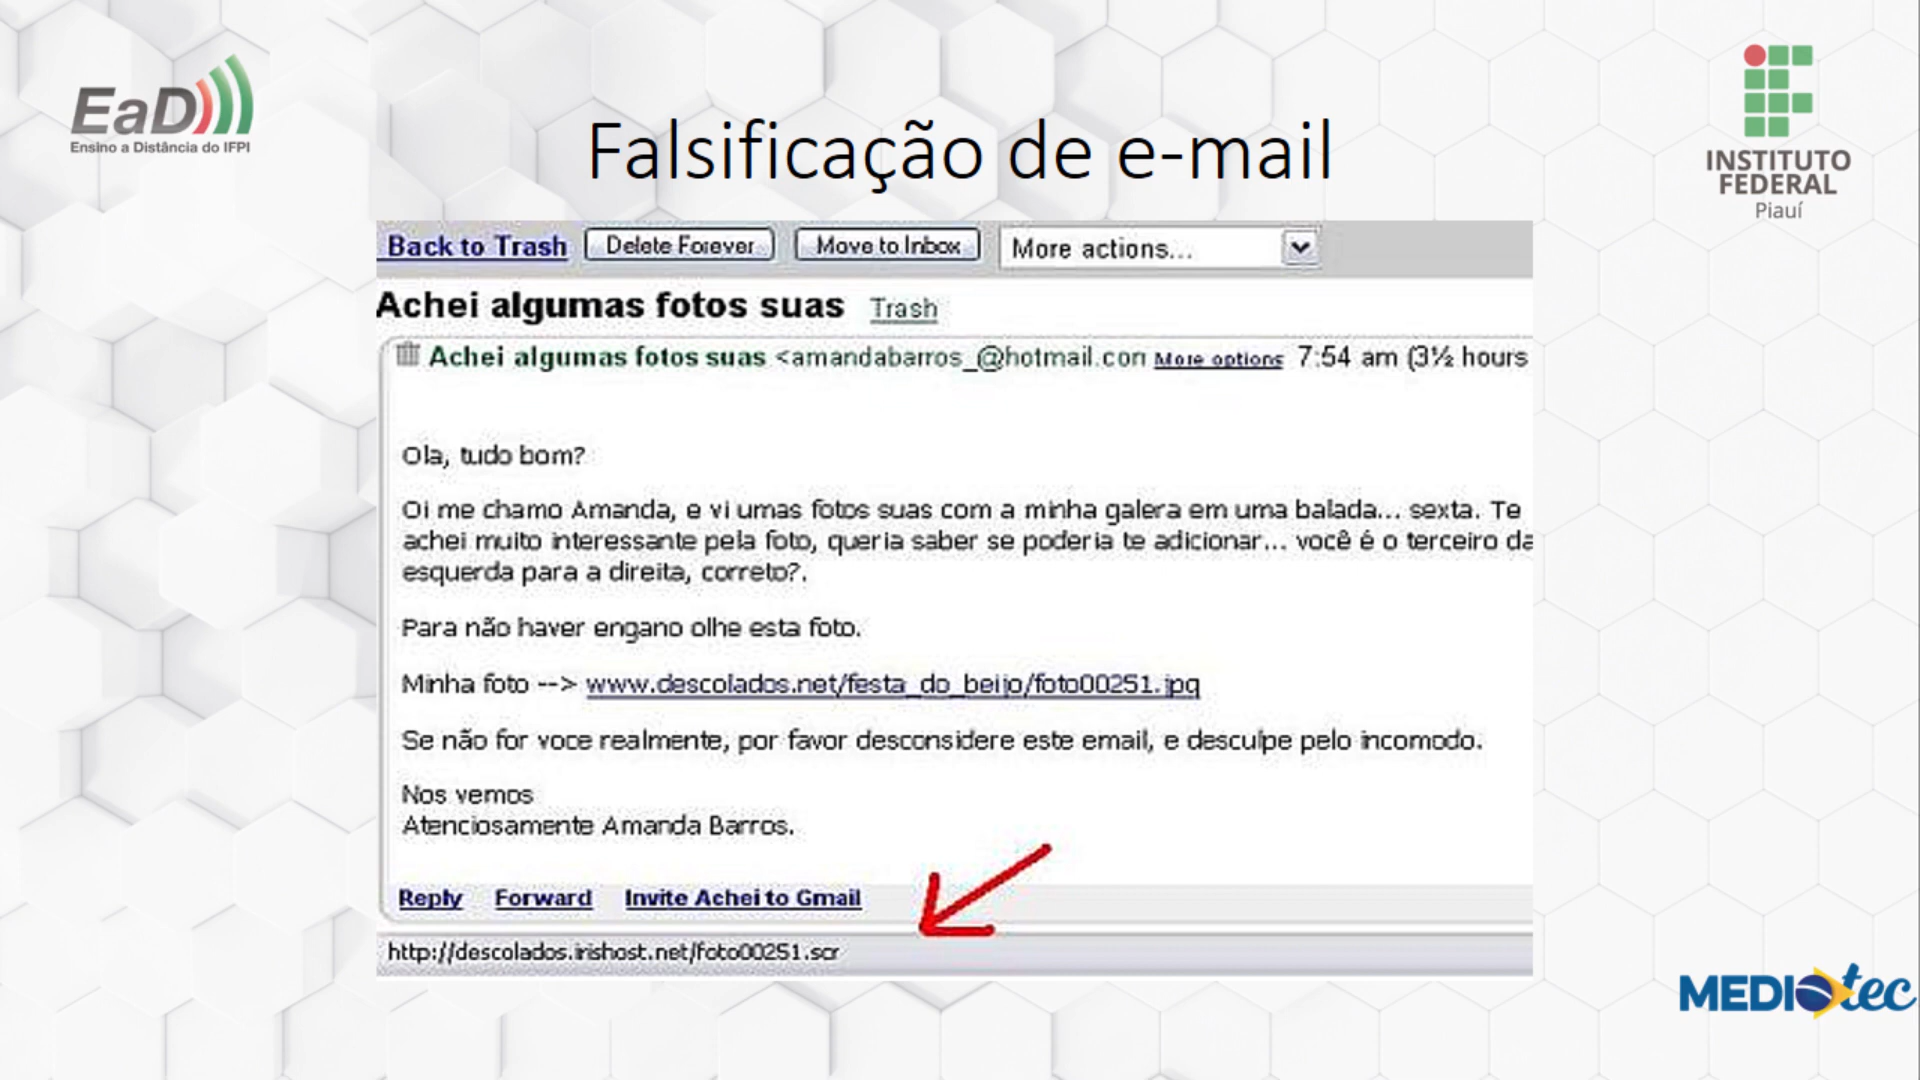 EaD
Ensino a Distância do IFPI
Falsificação de e-mail
INSTITUTO
FEDERAL
Piauí
Back to Trash Delete Forever Move to Inbox More actions...
Achei algumas fotos suas Trash
Achei algumas fotos suas <amandabarros_@hotmail.con More options 7:54 am (3½ hours
Ola, tudo bom?
Oi me chamo Amanda, e vi umas fotos suas com a minha galera em uma balada... sexta. Te
achei muito interessante pela foto, queria saber se poderia te adicionar... você é o terceiro da
esquerda para a direita, correto?.
Para não haver engano olhe esta foto.
Minha foto --> www.descolados.net/festa_do_beijo/foto00251.jpg
Se não for voce realmente, por favor desconsidere este email, e desculpe pelo incomodo.
Nos vemos
Atenciosamente Amanda Barros.
Reply Forward Invite Achei to Gmail
http://descolados.irishost.net/foto00251.scr
MEDIOtec